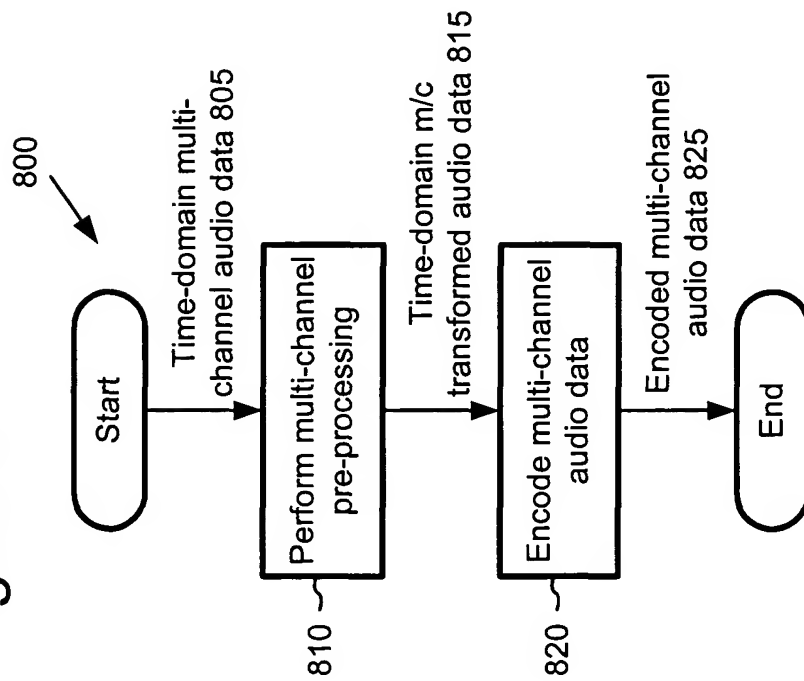 800
Start
Time-domain multi-
channel audio data 805
Perform multi-channel
pre-processing
810
Time-domain m/c
transformed audio data 815
Encode multi-channel
audio data
820
Encoded multi-channel
audio data 825
End